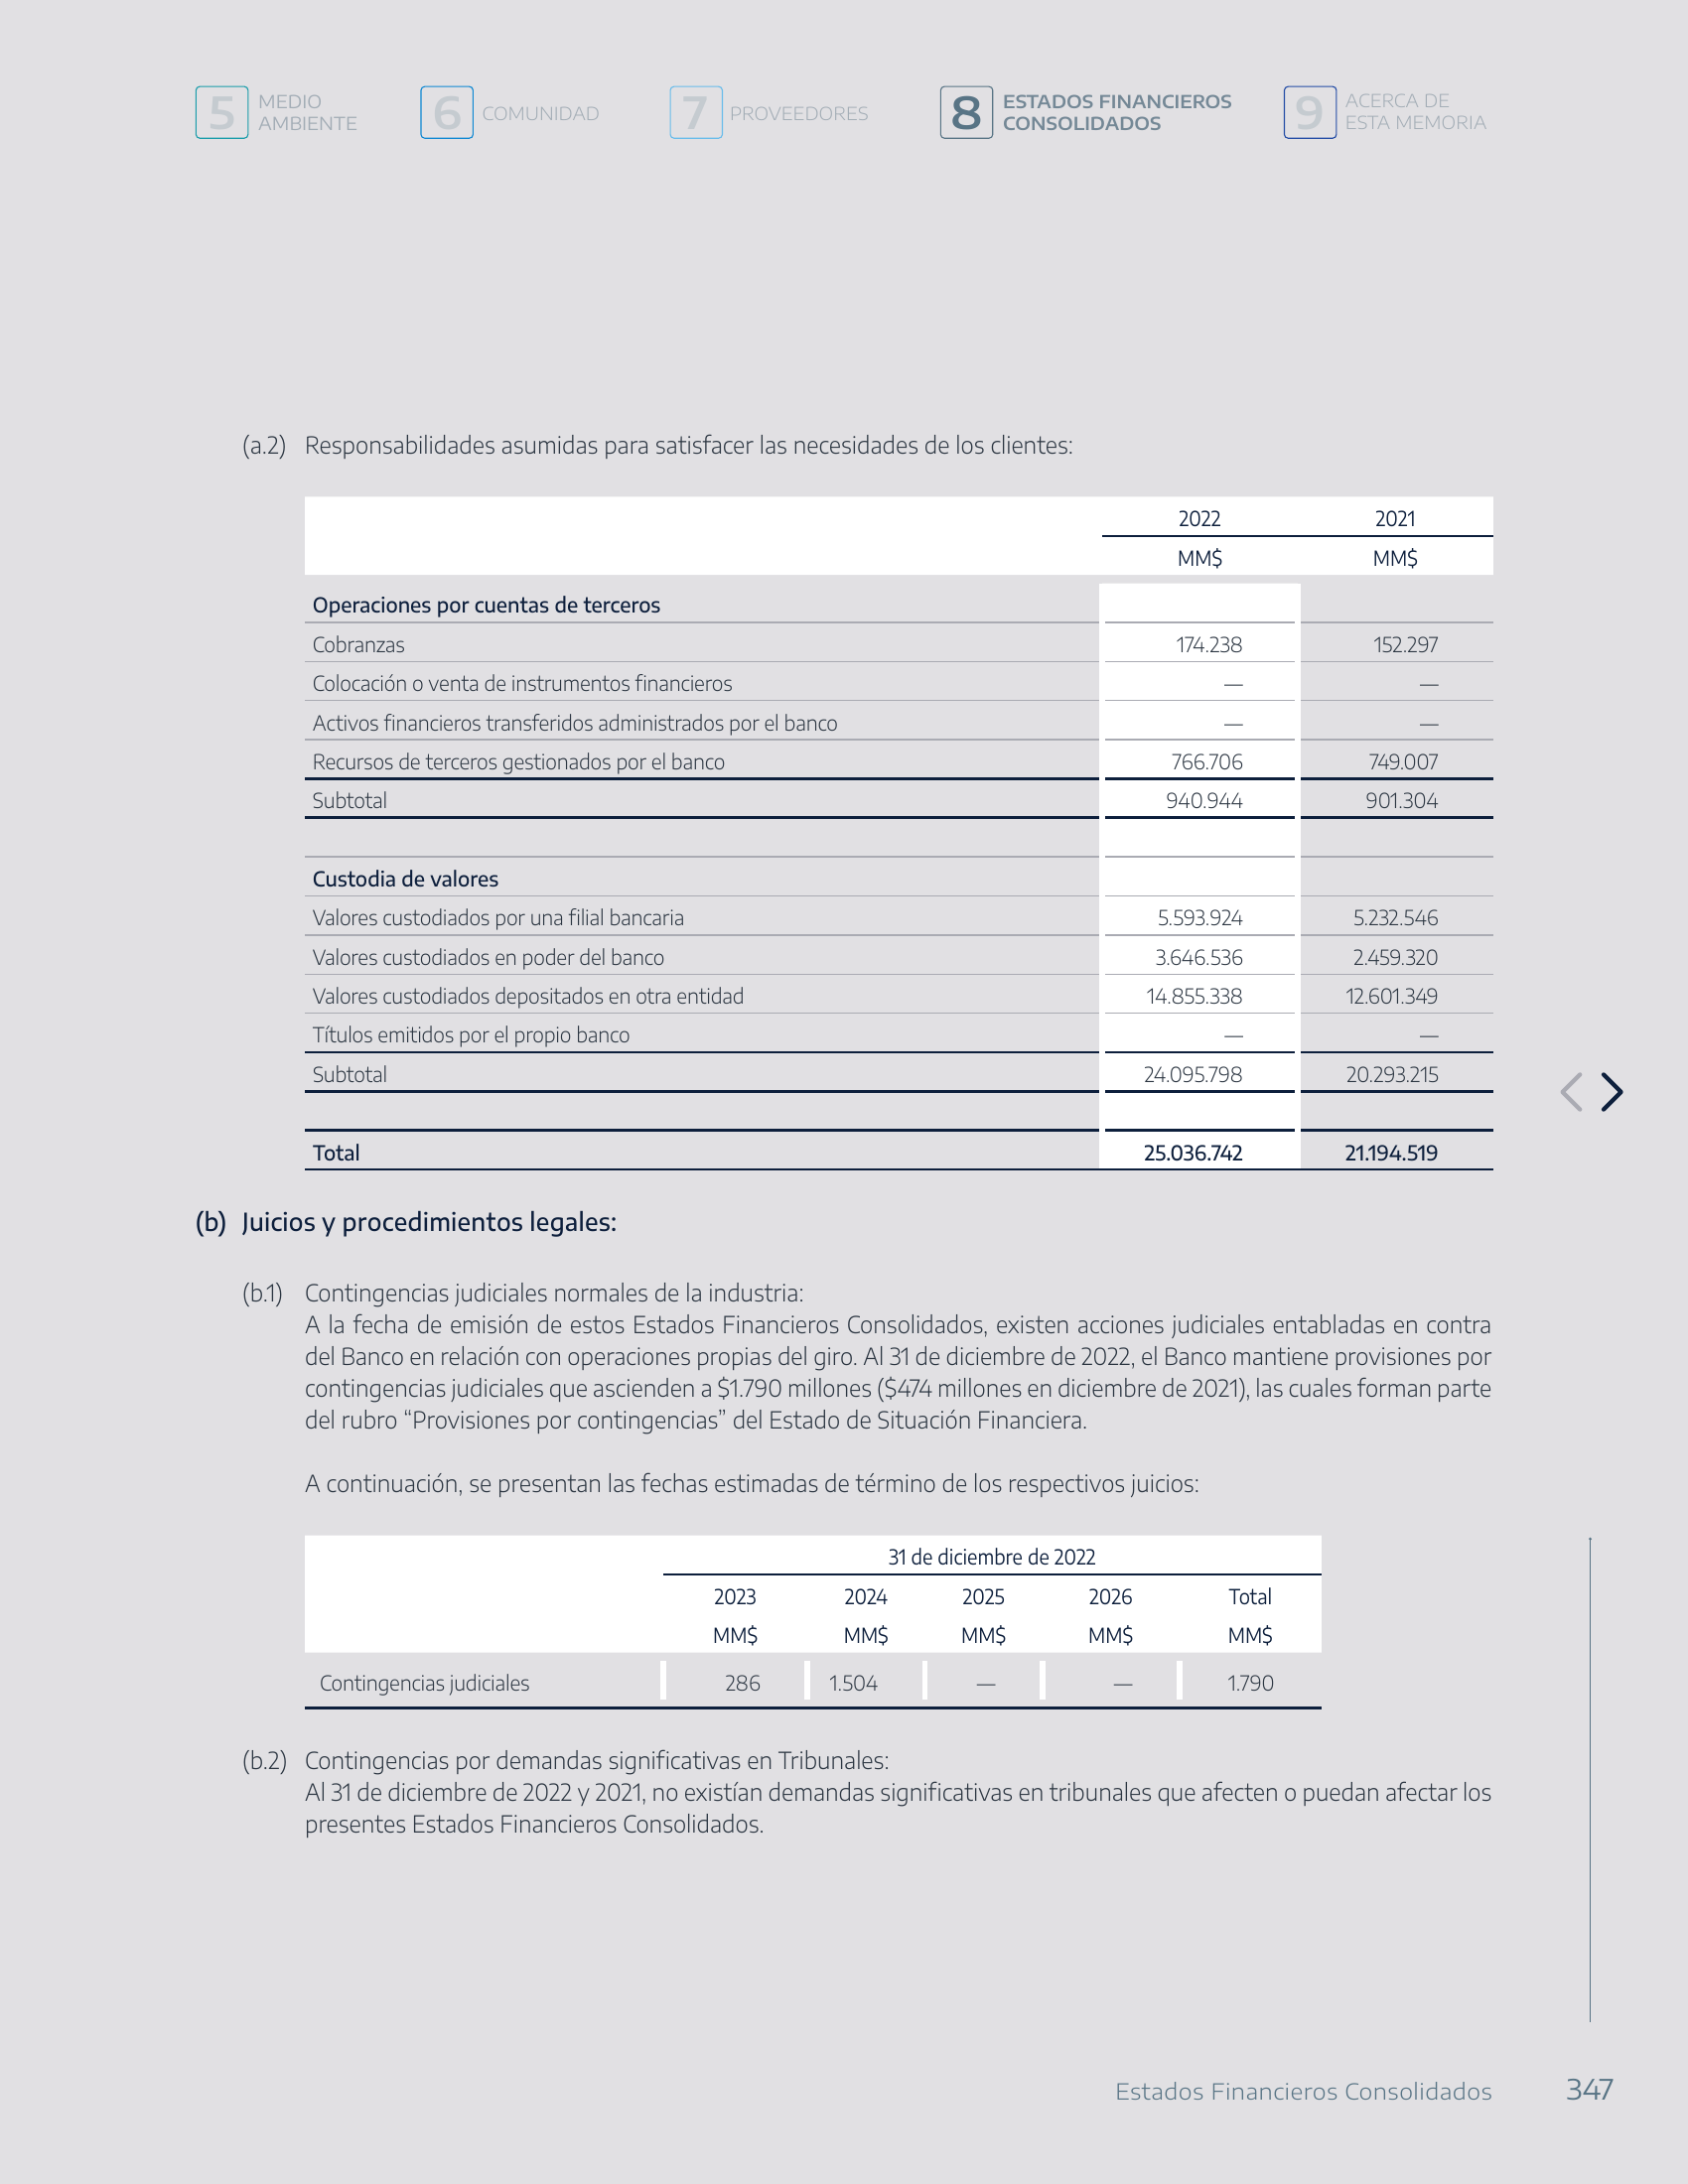 5 MEDIO AMBIENTE
6 COMUNIDAD
7 PROVEEDORES
8 ESTADOS FINANCIEROS CONSOLIDADOS
9 ACERCA DE ESTA MEMORIA
(a.2) Responsabilidades asumidas para satisfacer las necesidades de los clientes:
2022 2021
MM$ MM$
Operaciones por cuentas de terceros
Cobranzas 174.238 152.297
Colocación o venta de instrumentos financieros — —
Activos financieros transferidos administrados por el banco — —
Recursos de terceros gestionados por el banco 766.706 749.007
Subtotal 940.944 901.304
Custodia de valores
Valores custodiados por una filial bancaria 5.593.924 5.232.546
Valores custodiados en poder del banco 3.646.536 2.459.320
Valores custodiados depositados en otra entidad 14.855.338 12.601.349
Títulos emitidos por el propio banco — —
Subtotal 24.095.798 20.293.215
Total 25.036.742 21.194.519
(b) Juicios y procedimientos legales:
(b.1) Contingencias judiciales normales de la industria:
A la fecha de emisión de estos Estados Financieros Consolidados, existen acciones judiciales entabladas en contra
del Banco en relación con operaciones propias del giro. Al 31 de diciembre de 2022, el Banco mantiene provisiones por
contingencias judiciales que ascienden a $1.790 millones ($474 millones en diciembre de 2021), las cuales forman parte
del rubro “Provisiones por contingencias” del Estado de Situación Financiera.
A continuación, se presentan las fechas estimadas de término de los respectivos juicios:
31 de diciembre de 2022
2023 2024 2025 2026 Total
MM$ MM$ MM$ MM$ MM$
Contingencias judiciales 286 1.504 — — 1.790
(b.2) Contingencias por demandas significativas en Tribunales:
Al 31 de diciembre de 2022 y 2021, no existían demandas significativas en tribunales que afecten o puedan afectar los
presentes Estados Financieros Consolidados.
Estados Financieros Consolidados 347